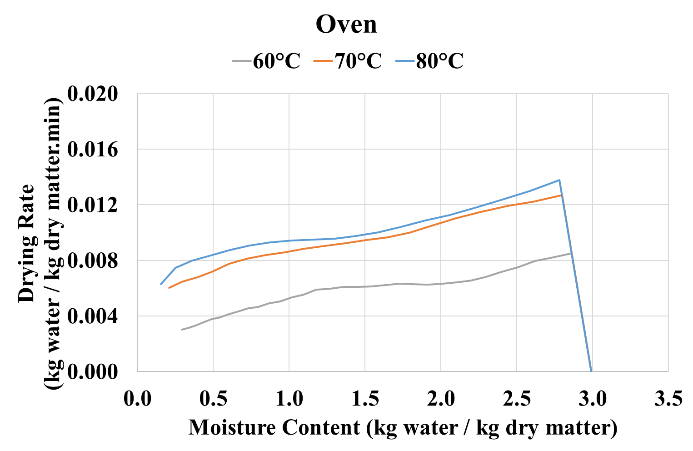 Oven
60°C 70°C 80°C
0.020
0.016
0.012
0.008
0.004
0.000
Drying Rate
(kg water / kg dry matter.min)
0.0 0.5 1.0 1.5 2.0 2.5 3.0 3.5
Moisture Content (kg water / kg dry matter)